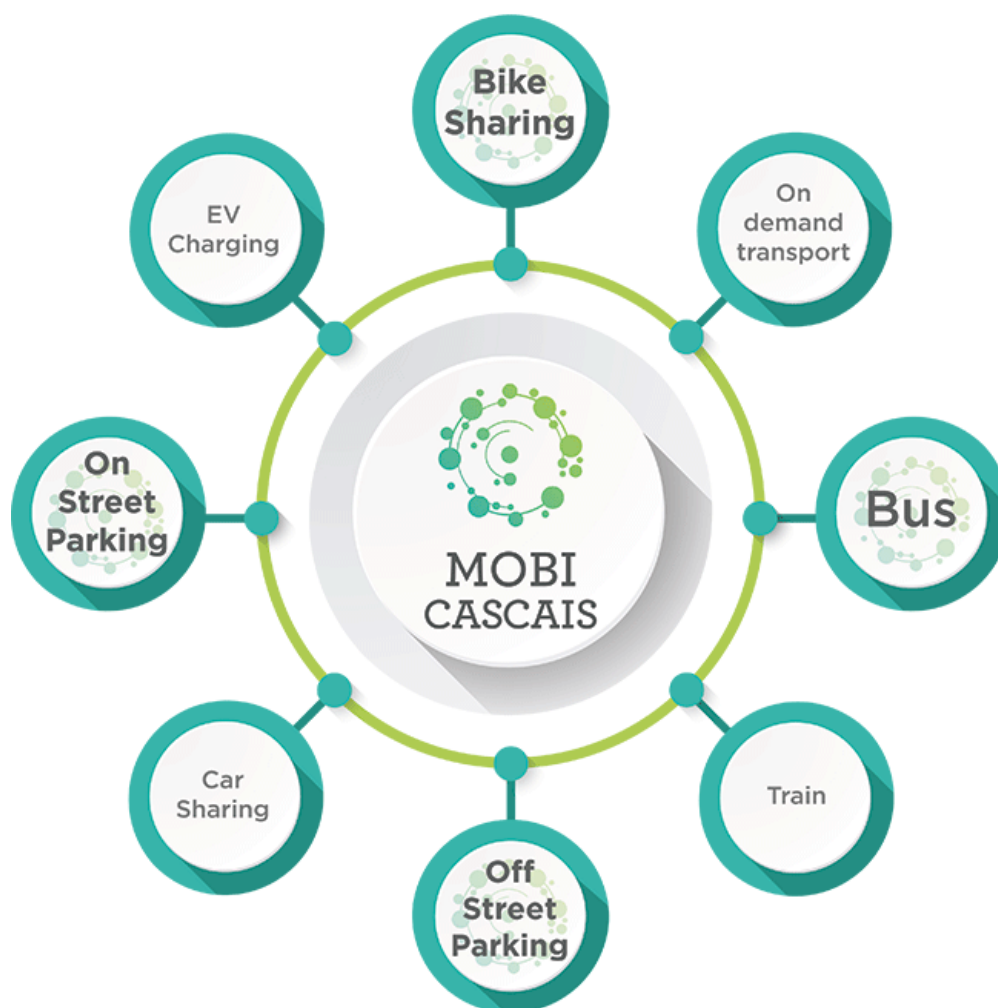 Bike
Sharing
On
demand
transport
Bus
Train
Off
Street
Parking
Car
Sharing
On
Street
Parking
EV
Charging
MOBI
CASCAIS